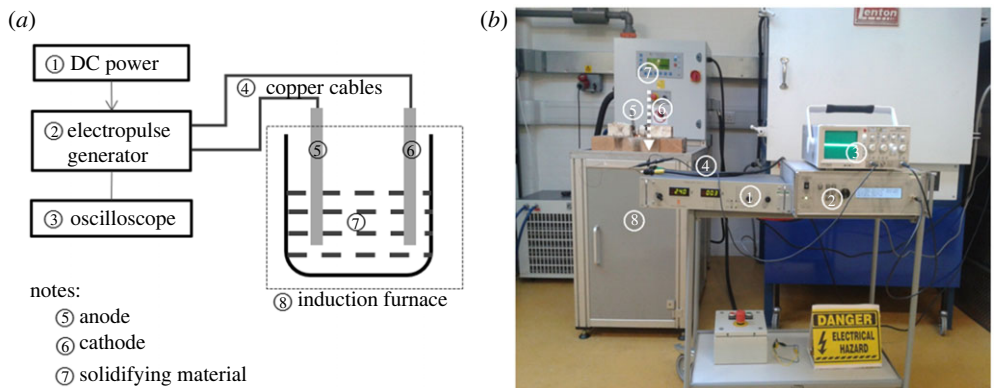 (a)
① DC power
② electropulse
generator
③ oscilloscope
④ copper cables
⑤
⑥
⑦
⑧ induction furnace
notes:
⑤ anode
⑥ cathode
⑦ solidifying material
(b)
Lenton
⑦
⑤ ⑥
④
③
①
②
⑧
DANGER
ELECTRICAL
HAZARD